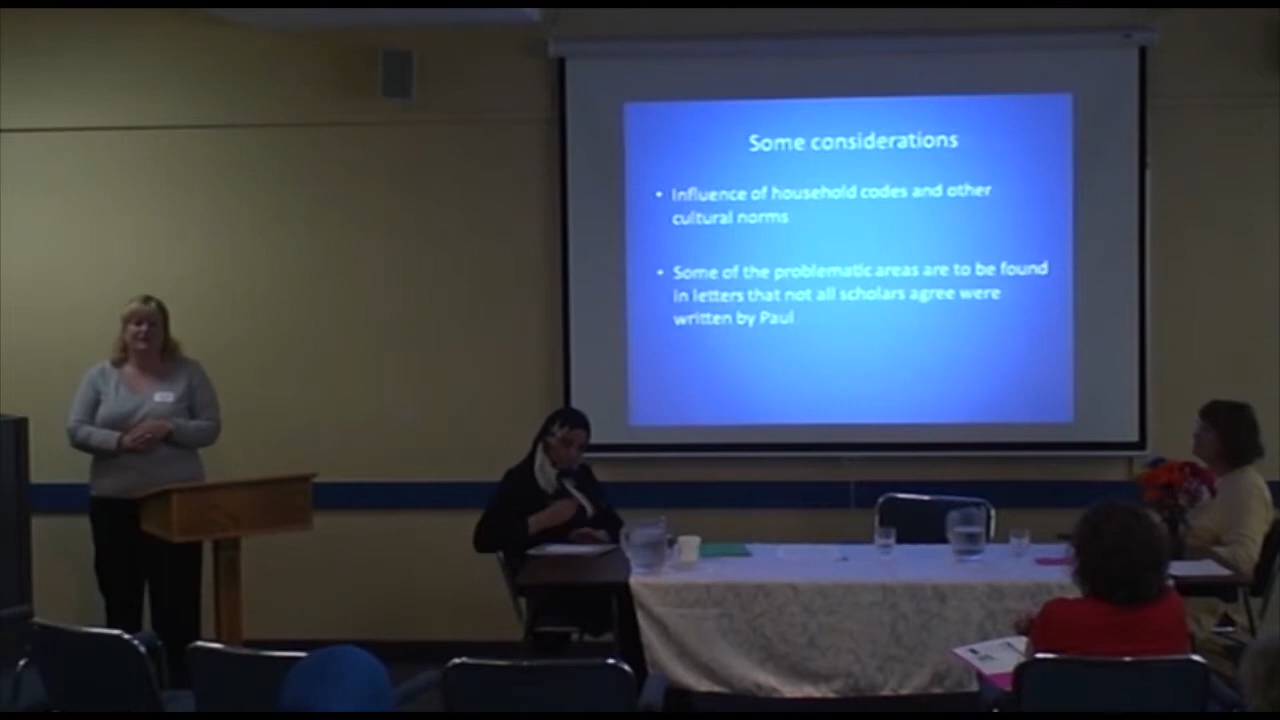 Some considerations
• Influence of household codes and other
cultural norms
• Some of the problematic areas are to be found
in letters that not all scholars agree were
written by Paul